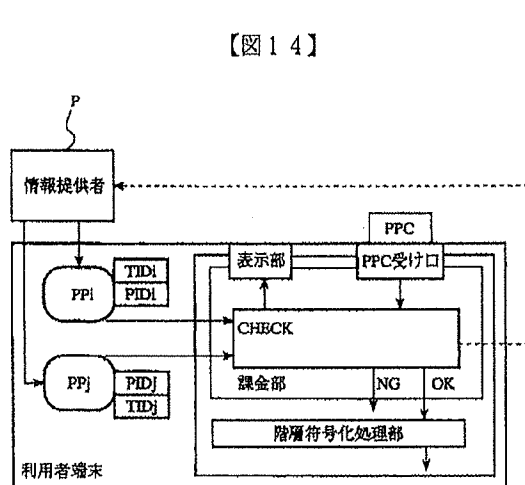 【図１４】
P
情報提供者
PPC
表示部
PPC受け口
TIDi
PPi
PIDi
CHECK
PPj
PIDj
TIDj
課金部
NG
OK
階層符号化処理部
利用者端末